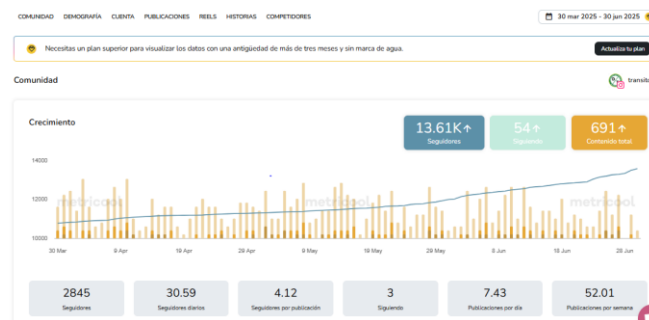 COMUNIDAD DEMOGRAFÍA CUENTA PUBLICACIONES REELS HISTORIAS COMPETIDORES 30 mar 2025 - 30 jun 2025
Necesitas un plan superior para visualizar los datos con una antigüedad de más de tres meses y sin marca de agua. Actualiza tu plan
Comunidad transito
Crecimiento
13.61K↑ 54↑ 691↑
Seguidores Siguiendo Contenido total
14000
12000
10000
metricool metricool metricool
30 Mar 9 Apr 19 Apr 28 Apr 9 May 19 May 29 May 8 Jun 18 Jun 28 Jun
2845 30.59 4.12 3 7.43 52.01
Seguidores Seguidores diarios Seguidores por publicación Siguiendo Publicaciones por día Publicaciones por semana